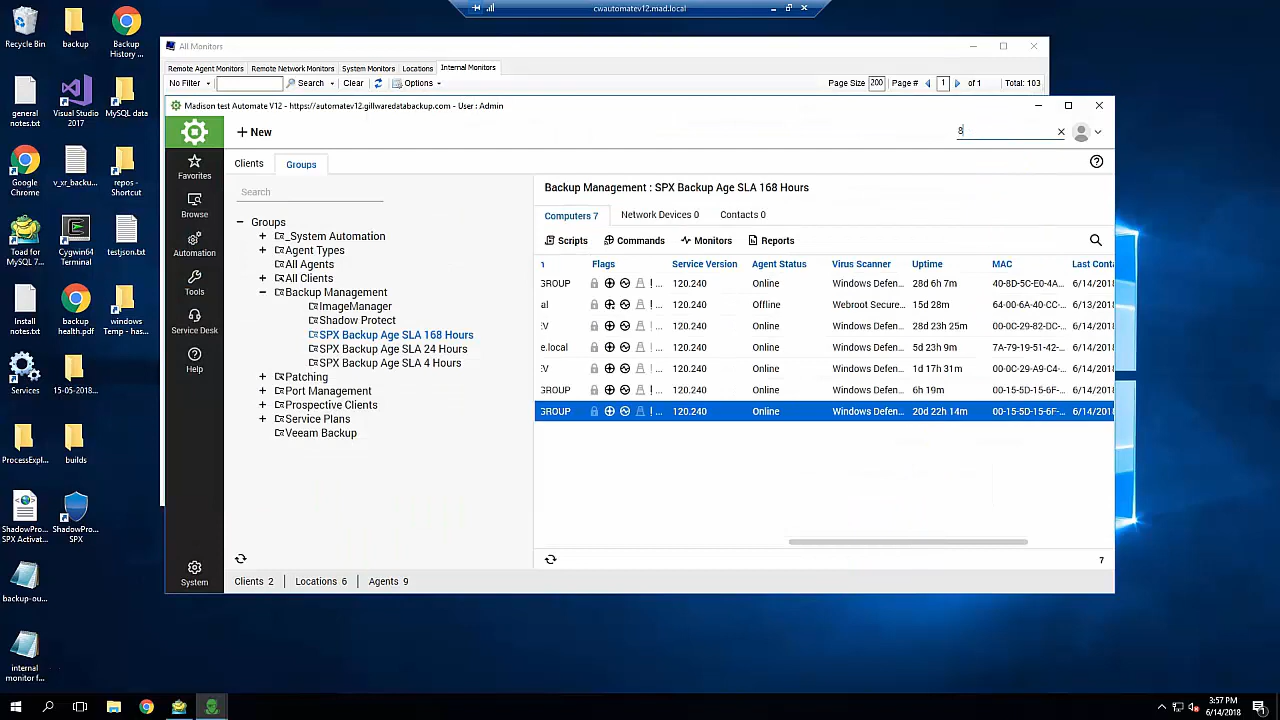 cwautomatev12.mad.local
Recycle Bin
backup
Backup History ...
general notes.txt
Visual Studio 2017
MySQL data
Google Chrome
v_xr_backu...
repos - Shortcut
Toad for MySQL 7...
Cygwin64 Terminal
testjson.txt
Install notes.txt
backup health.pdf
windows Temp - has...
Services
15-05-2018...
ProcessExpl...
builds
ShadowPro... SPX Activat...
ShadowPro... SPX
backup-ou...
internal monitor f...
All Monitors
Remote Agent Monitors Remote Network Monitors System Monitors Locations Internal Monitors
No Filter Search Clear Options Page Size 200 Page # 1 of 1 Total: 103
Madison test Automate V12 - https://automatev12.gillwaredatabackup.com - User : Admin
+ New 8
Favorites
Browse
Automation
Tools
Service Desk
Help
System
Clients Groups
Search
Groups
_System Automation
Agent Types
All Agents
All Clients
Backup Management
ImageManager
Shadow Protect
SPX Backup Age SLA 168 Hours
SPX Backup Age SLA 24 Hours
SPX Backup Age SLA 4 Hours
Patching
Port Management
Prospective Clients
Service Plans
Veeam Backup
Backup Management : SPX Backup Age SLA 168 Hours
Computers 7 Network Devices 0 Contacts 0
Scripts Commands Monitors Reports
Flags Service Version Agent Status Virus Scanner Uptime MAC Last Conta
GROUP ... 120.240 Online Windows Defen... 28d 6h 7m 40-8D-5C-E0-4A... 6/14/2018
al ... 120.240 Offline Webroot Secure... 15d 28m 64-00-6A-40-CC-... 6/13/2018
EV ... 120.240 Online Windows Defen... 28d 23h 25m 00-0C-29-82-DC-... 6/14/2018
e.local ... 120.240 Online Windows Defen... 5d 23h 9m 7A-79-19-51-42-... 6/14/2018
EV ... 120.240 Online Windows Defen... 1d 17h 31m 00-0C-29-A9-C4-... 6/14/2018
GROUP ... 120.240 Online Windows Defen... 6h 19m 00-15-5D-15-6F-... 6/14/2018
GROUP ... 120.240 Online Windows Defen... 20d 22h 14m 00-15-5D-15-6F-... 6/14/2018
7
Clients 2 Locations 6 Agents 9
3:57 PM
6/14/2018